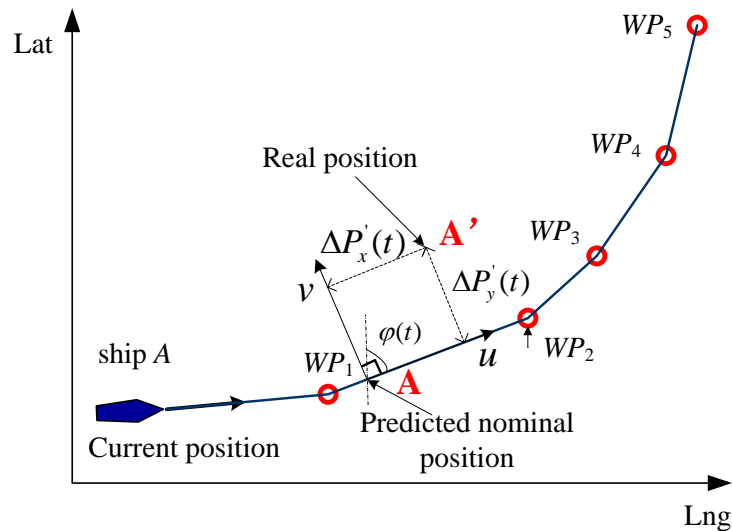 Lat
WP₅
WP₄
Real position
A'
WP₃
ΔP'ₓ(t)
ΔP'ᵧ(t)
v
φ(t)
ship A
WP₁
u
WP₂
A
Current position
Predicted nominal
position
Lng